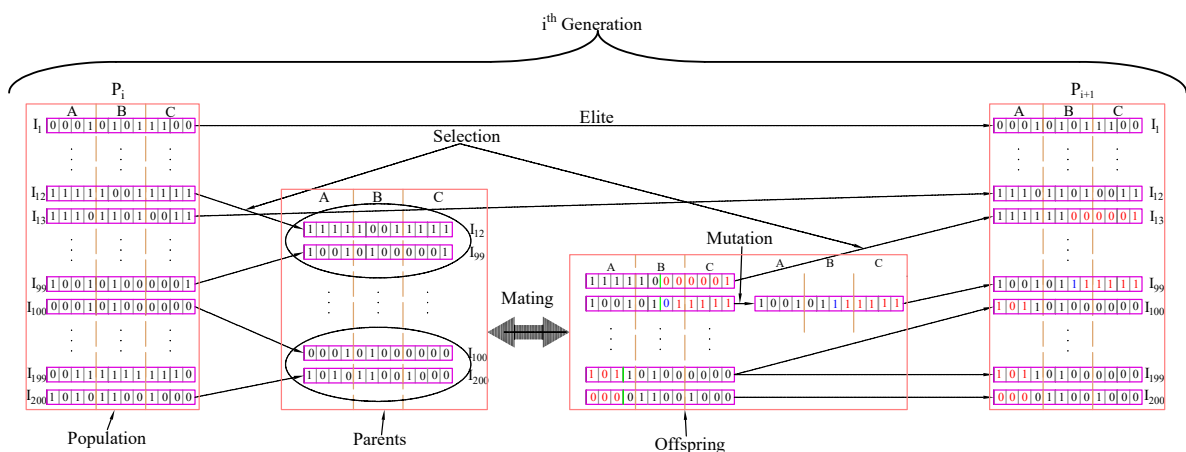 i^th Generation
P_i
P_i+1
A B C
A B C
I_1 0 0 0 1 0 1 0 1 1 1 0 0
Elite
0 0 0 1 0 1 0 1 1 1 0 0 I_1
Selection
I_12 1 1 1 1 1 0 0 1 1 1 1 1
1 1 1 0 1 1 0 1 0 0 1 1 I_12
I_13 1 1 1 0 1 1 0 1 0 0 1 1
1 1 1 1 1 1 0 0 0 0 0 1 I_13
A B C
1 1 1 1 1 0 0 1 1 1 1 1 I_12
1 0 0 1 0 1 0 0 0 0 0 1 I_99
Mutation
A B C
A B C
I_99 1 0 0 1 0 1 0 0 0 0 0 1
1 1 1 1 1 0 0 0 0 0 0 1
1 0 0 1 0 1 1 1 1 1 1 1 I_99
I_100 0 0 0 1 0 1 0 0 0 0 0 0
Mating
1 0 0 1 0 1 0 1 1 1 1 1
1 0 0 1 0 1 1 1 1 1 1 1
1 0 1 1 0 1 0 0 0 0 0 0 I_100
0 0 0 1 0 1 0 0 0 0 0 0 I_100
I_199 0 0 0 1 1 1 1 1 1 1 1 0
1 0 1 0 1 1 0 0 1 0 0 0 I_200
1 0 1 1 0 1 0 0 0 0 0 0
1 0 1 1 0 1 0 0 0 0 0 0 I_199
I_200 1 0 1 0 1 1 0 0 1 0 0 0
0 0 0 0 1 1 0 0 1 0 0 0
0 0 0 0 1 1 0 0 1 0 0 0 I_200
Population
Parents
Offspring